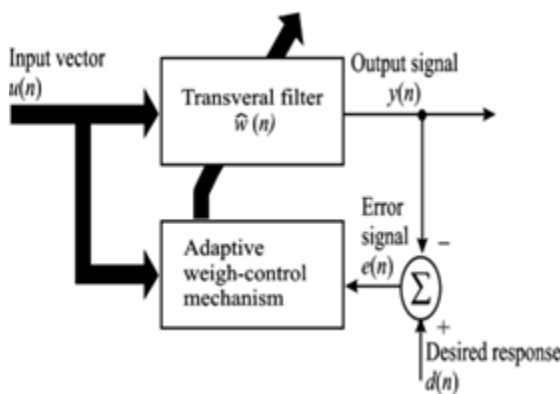 Input vector
u(n)
Transveral filter
ŵ (n)
Output signal
y(n)
Adaptive
weigh-control
mechanism
Error
signal
e(n)
−
Σ
+
Desired response
d(n)